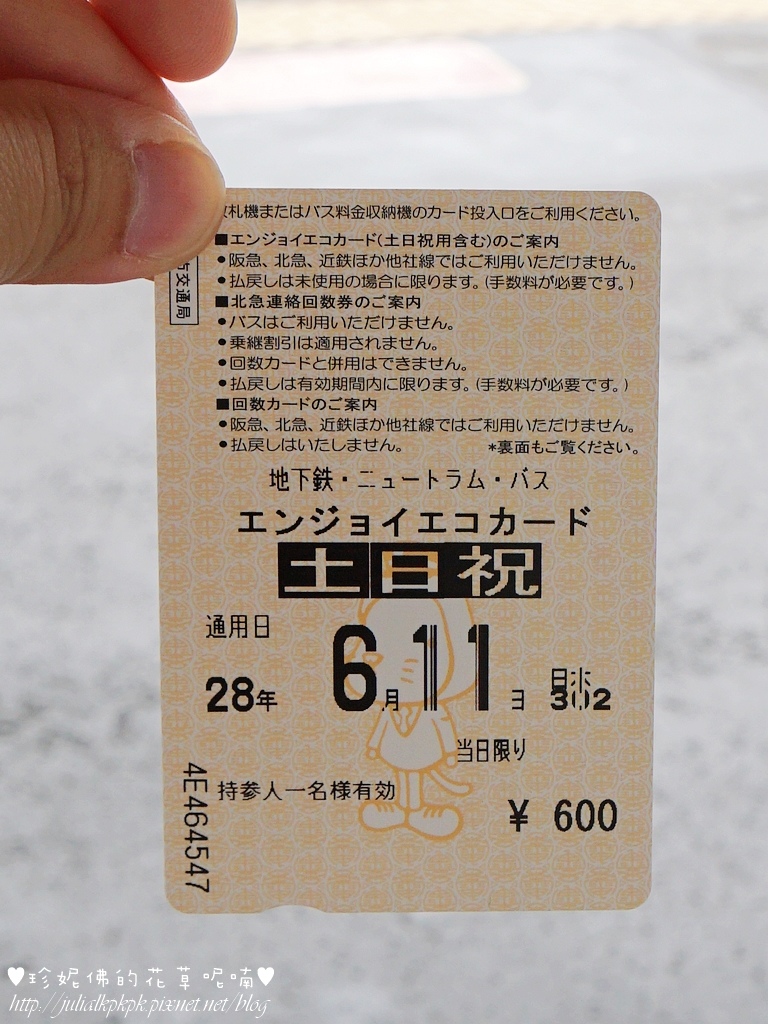 札機またはバス料金収納機のカード投入口をご利用ください。
■エンジョイエコカード(土日祝用含む)のご案内
●阪急、北急、近鉄ほか他社線ではご利用いただけません。
●払戻しは未使用の場合に限ります。(手数料が必要です。)
■北急連絡回数券のご案内
●バスはご利用いただけません。
●乗継割引は適用されません。
●回数カードと併用はできません。
●払戻しは有効期間内に限ります。(手数料が必要です。)
■回数カードのご案内
●阪急、北急、近鉄ほか他社線ではご利用いただけません。
●払戻しはいたしません。 *裏面もご覧ください。
市交通局
地下鉄・ニュートラム・バス
エンジョイエコカード
土日祝
通用日
28年 6月11日
302
当日限り
持参人一名様有効
¥ 600
4E464547
♥珍妮佛的花草呢喃♥
http://julialkpkpk.pixnet.net/blog